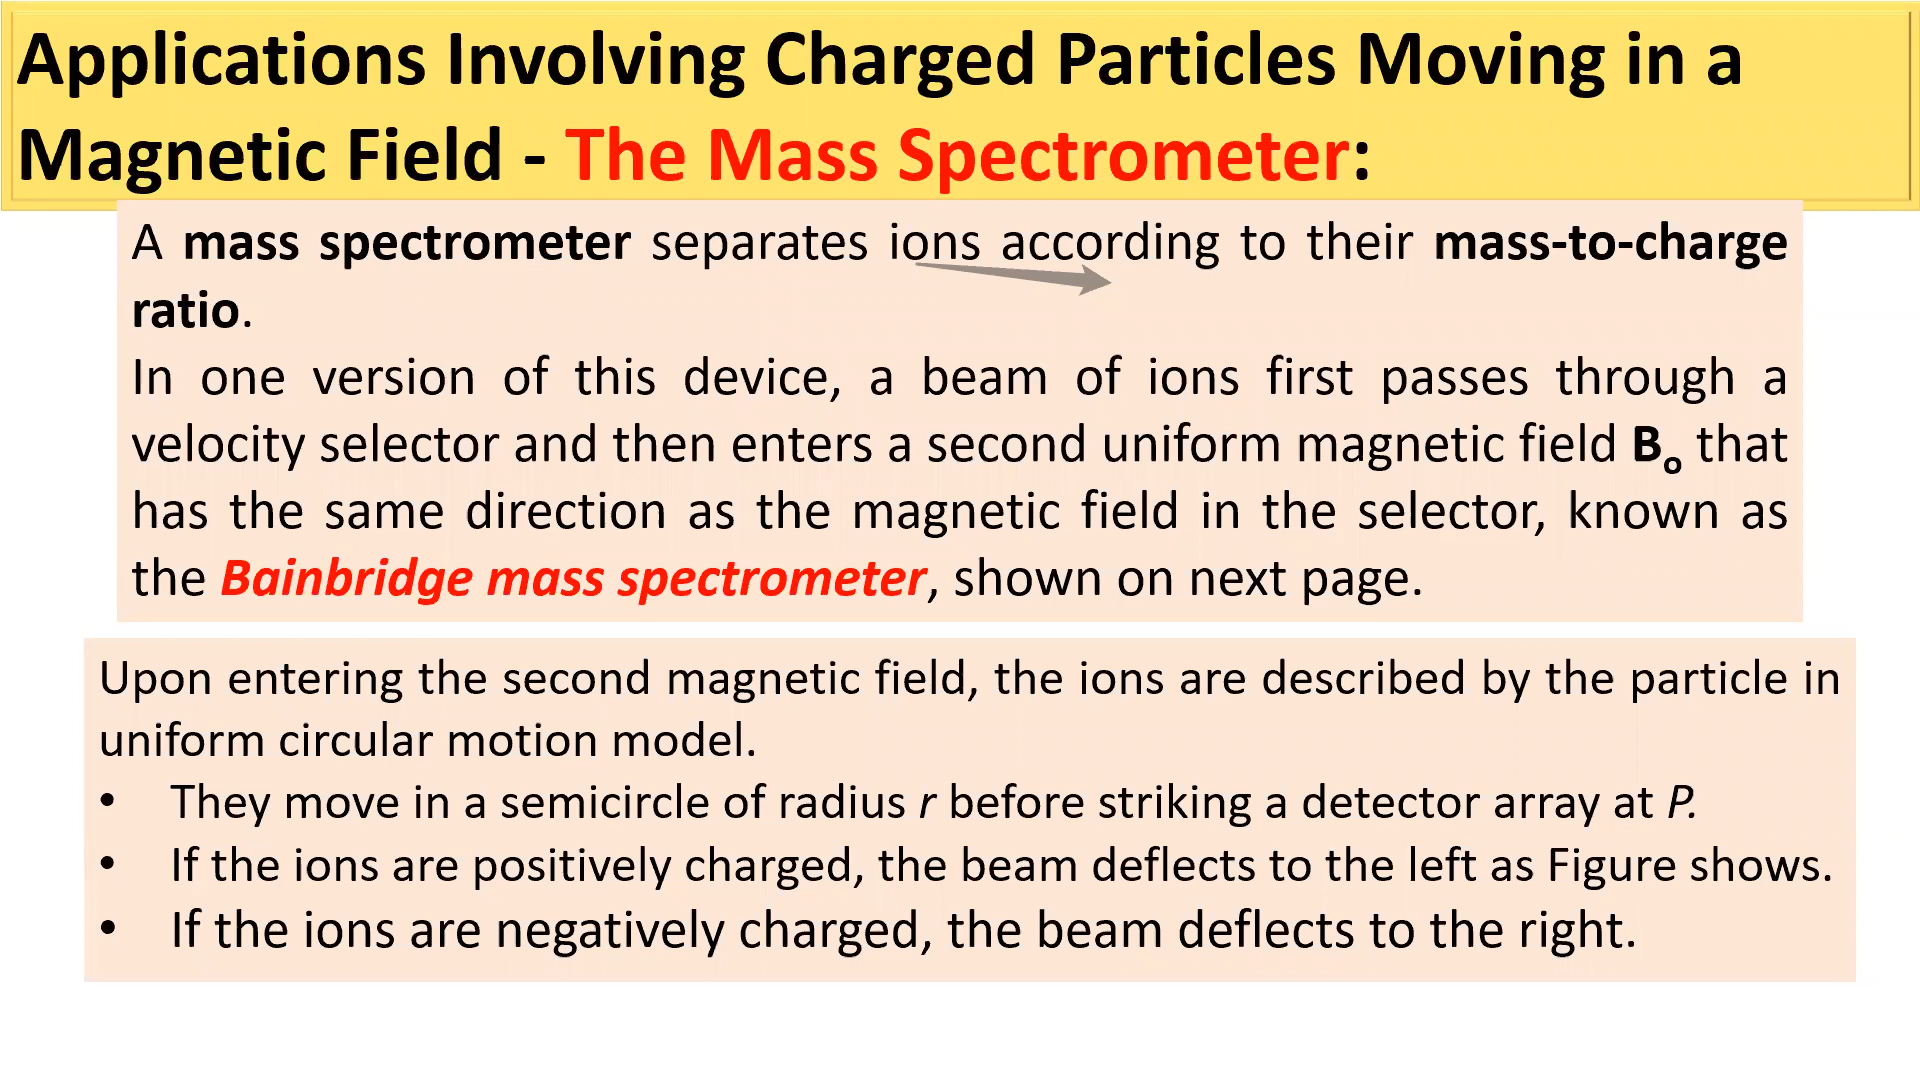 Applications Involving Charged Particles Moving in a
Magnetic Field - The Mass Spectrometer:
A mass spectrometer separates ions according to their mass-to-charge
ratio.
In one version of this device, a beam of ions first passes through a
velocity selector and then enters a second uniform magnetic field Bo that
has the same direction as the magnetic field in the selector, known as
the Bainbridge mass spectrometer, shown on next page.
Upon entering the second magnetic field, the ions are described by the particle in
uniform circular motion model.
• They move in a semicircle of radius r before striking a detector array at P.
• If the ions are positively charged, the beam deflects to the left as Figure shows.
• If the ions are negatively charged, the beam deflects to the right.